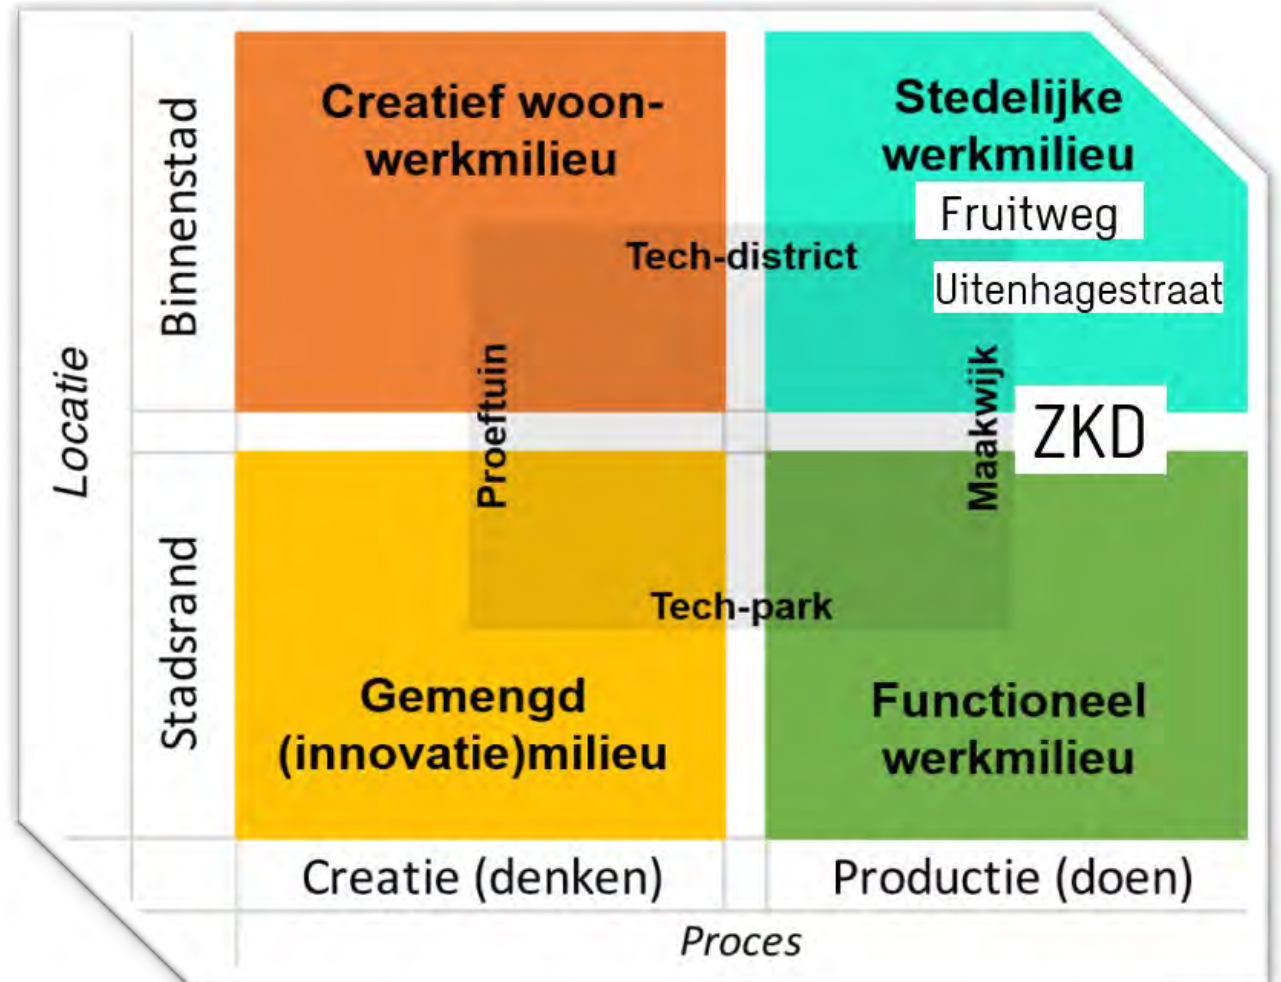 Creatief woon-
werkmilieu
Stedelijke
werkmilieu
Fruitweg
Tech-district
Uitenhagestraat
Binnenstad
Locatie
Proeftuin
Maakwijk
ZKD
Stadsrand
Tech-park
Gemengd
(innovatie)milieu
Functioneel
werkmilieu
Creatie (denken)
Productie (doen)
Proces